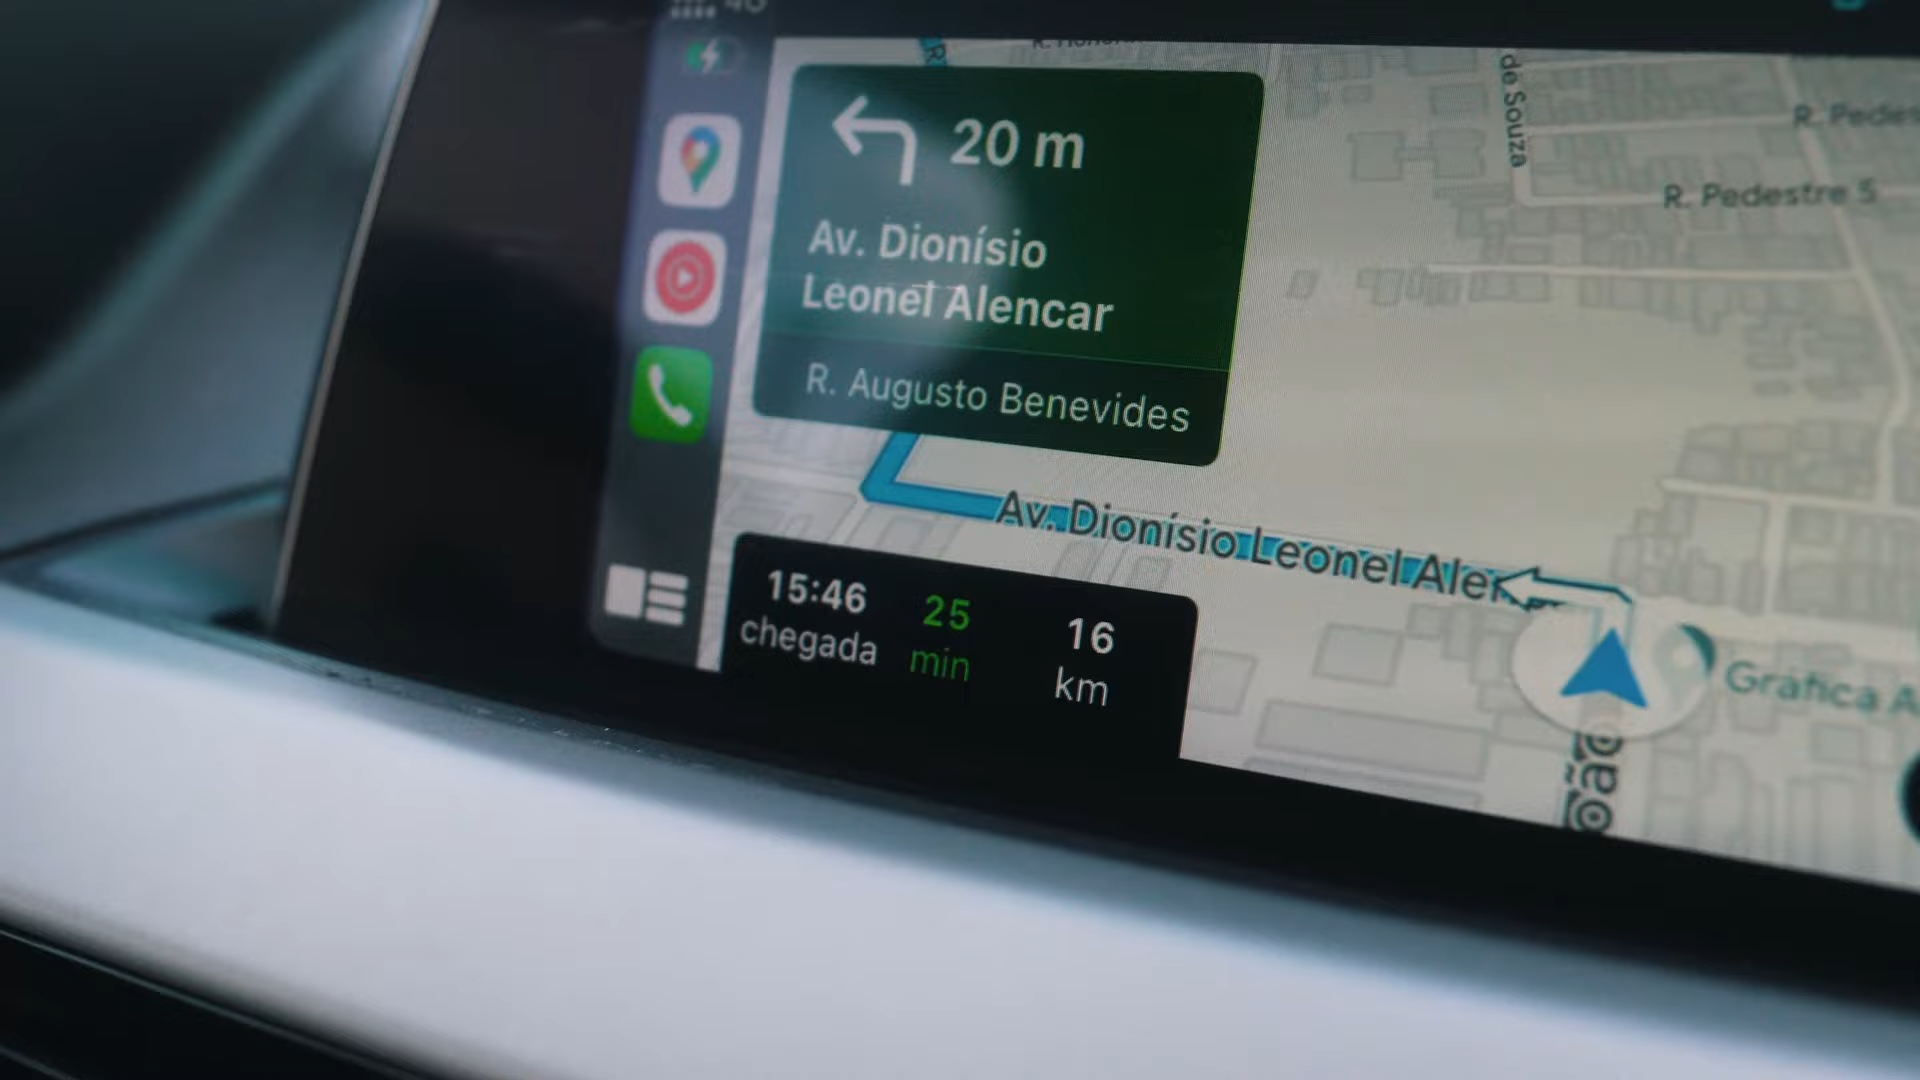 4G
20 m
Av. Dionísio
Leonel Alencar
R. Augusto Benevides
de Souza
R. Pedestre 5
Av. Dionísio Leonel
15:46
chegada
25
min
16
km
Gráfica